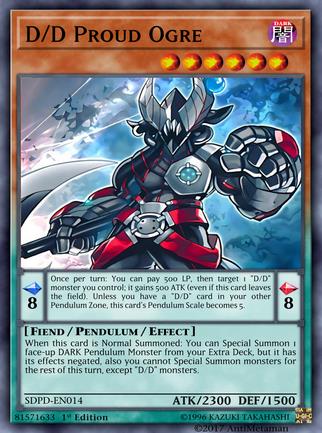 D/D Proud Ogre
DARK
闇
Once per turn: You can pay 500 LP, then target 1 "D/D"
monster you control; it gains 500 ATK (even if this card leaves
the field). Unless you have a "D/D" card in your other
Pendulum Zone, this card's Pendulum Scale becomes 5.
8
8
[Fiend / Pendulum / Effect]
When this card is Normal Summoned: You can Special Summon 1
face-up DARK Pendulum Monster from your Extra Deck, but it has
its effects negated, also you cannot Special Summon monsters for
the rest of this turn, except "D/D" monsters.
SDPD-EN014
ATK/2300 DEF/1500
81571633 1st Edition
©1996 KAZUKI TAKAHASHI
©2017 AntiMetaman